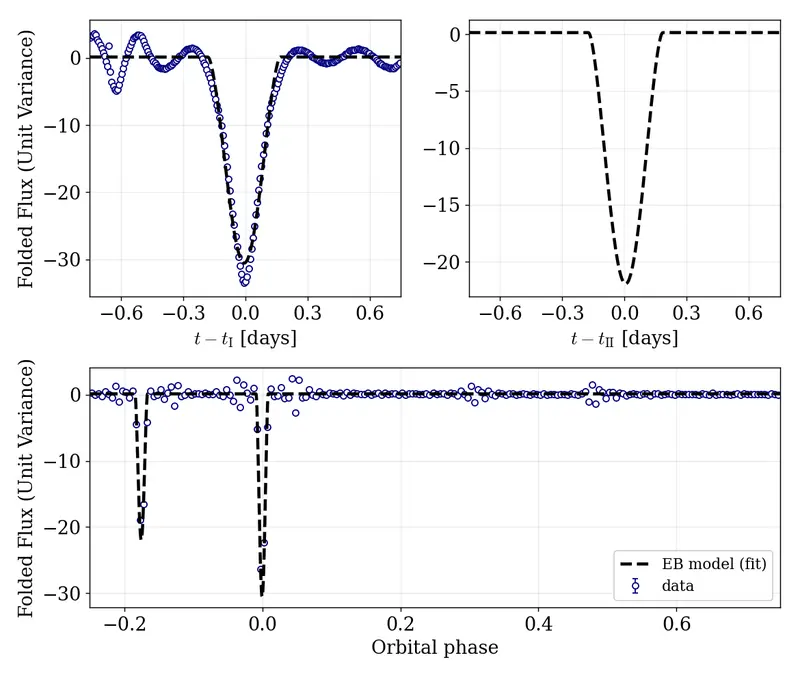 Folded Flux (Unit Variance)
0
−10
−20
−30
−0.6 −0.3 0.0 0.3 0.6
t − tI [days]
0
−5
−10
−15
−20
−0.6 −0.3 0.0 0.3 0.6
t − tII [days]
Folded Flux (Unit Variance)
0
−10
−20
−30
−0.2 0.0 0.2 0.4 0.6
Orbital phase
EB model (fit)
data